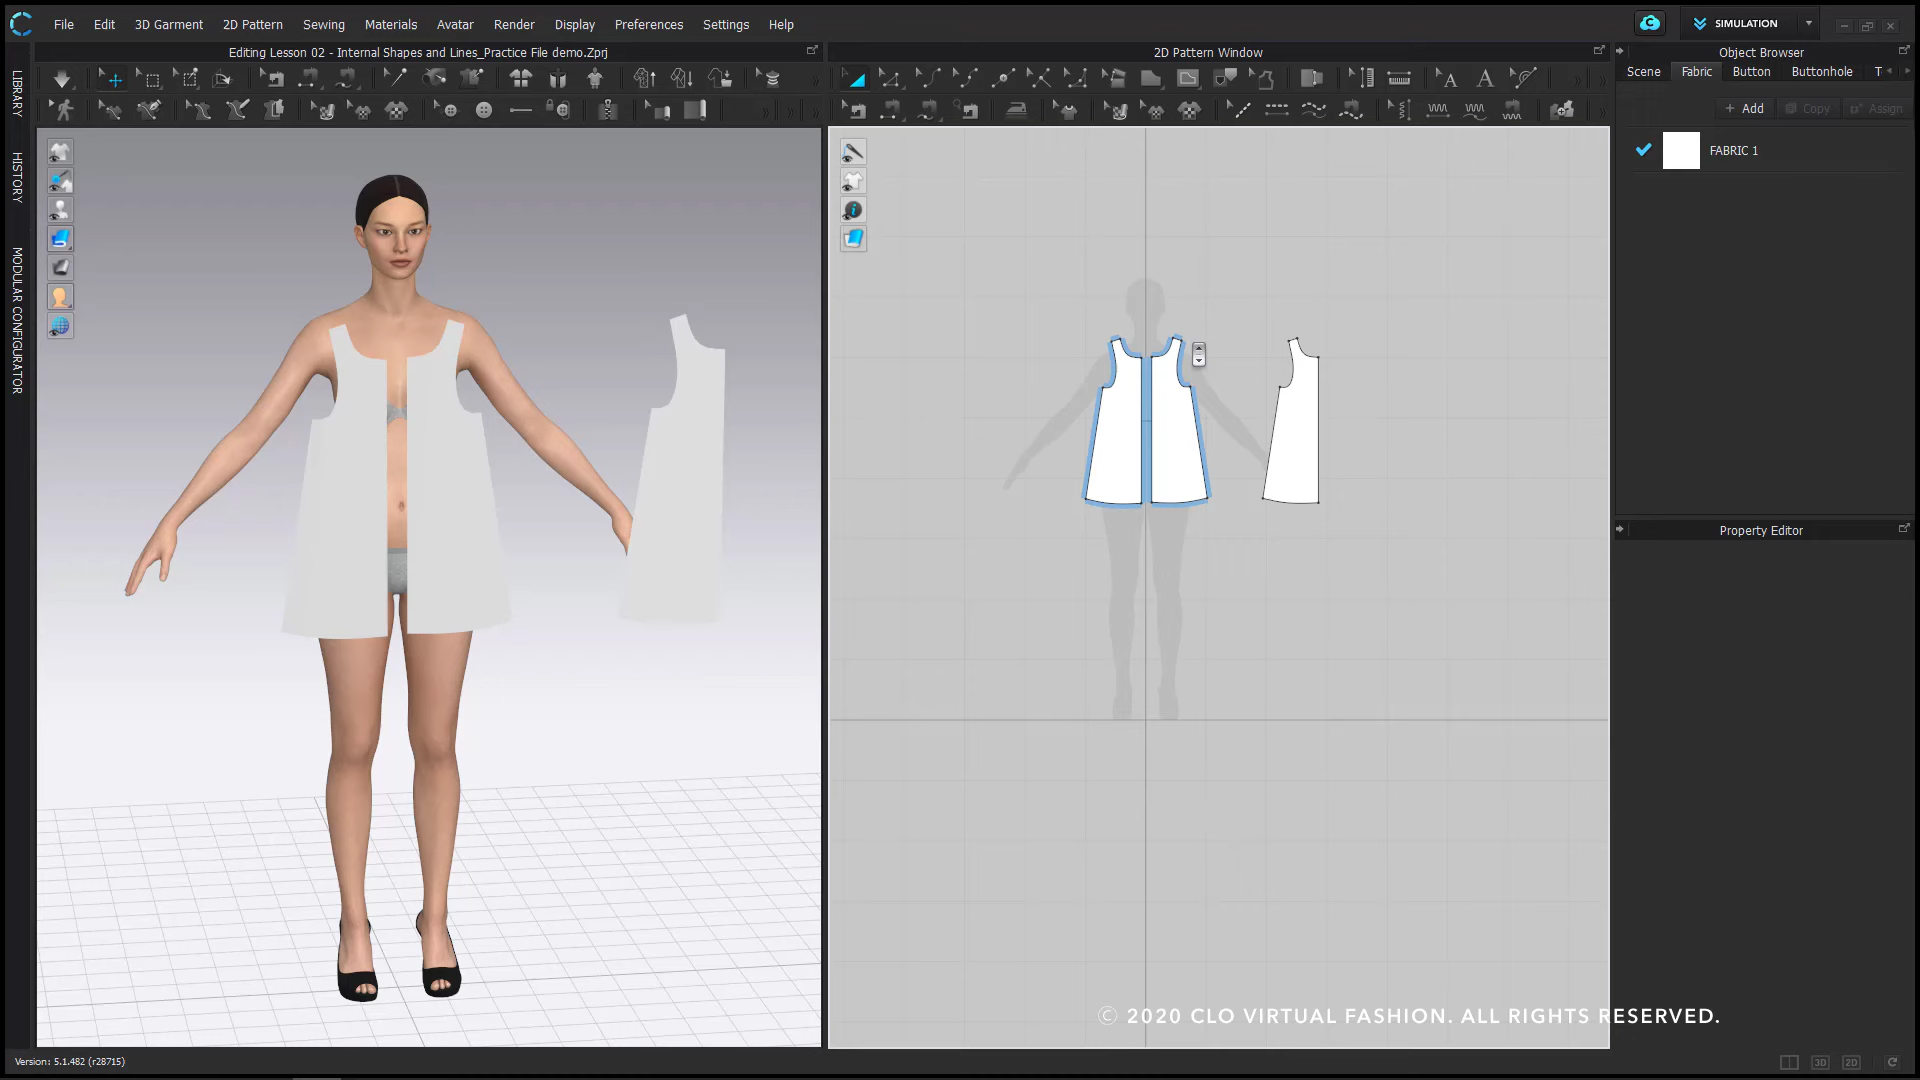 File Edit 3D Garment 2D Pattern Sewing Materials Avatar Render Display Preferences Settings Help
SIMULATION
Editing Lesson 02 - Internal Shapes and Lines_Practice File demo.Zprj
2D Pattern Window
Object Browser
Scene Fabric Button Buttonhole T
+ Add Copy Assign
FABRIC 1
LIBRARY
HISTORY
MODULAR CONFIGURATOR
Property Editor
© 2020 CLO VIRTUAL FASHION. ALL RIGHTS RESERVED.
Version: 5.1.482 (r28715)
3D 2D